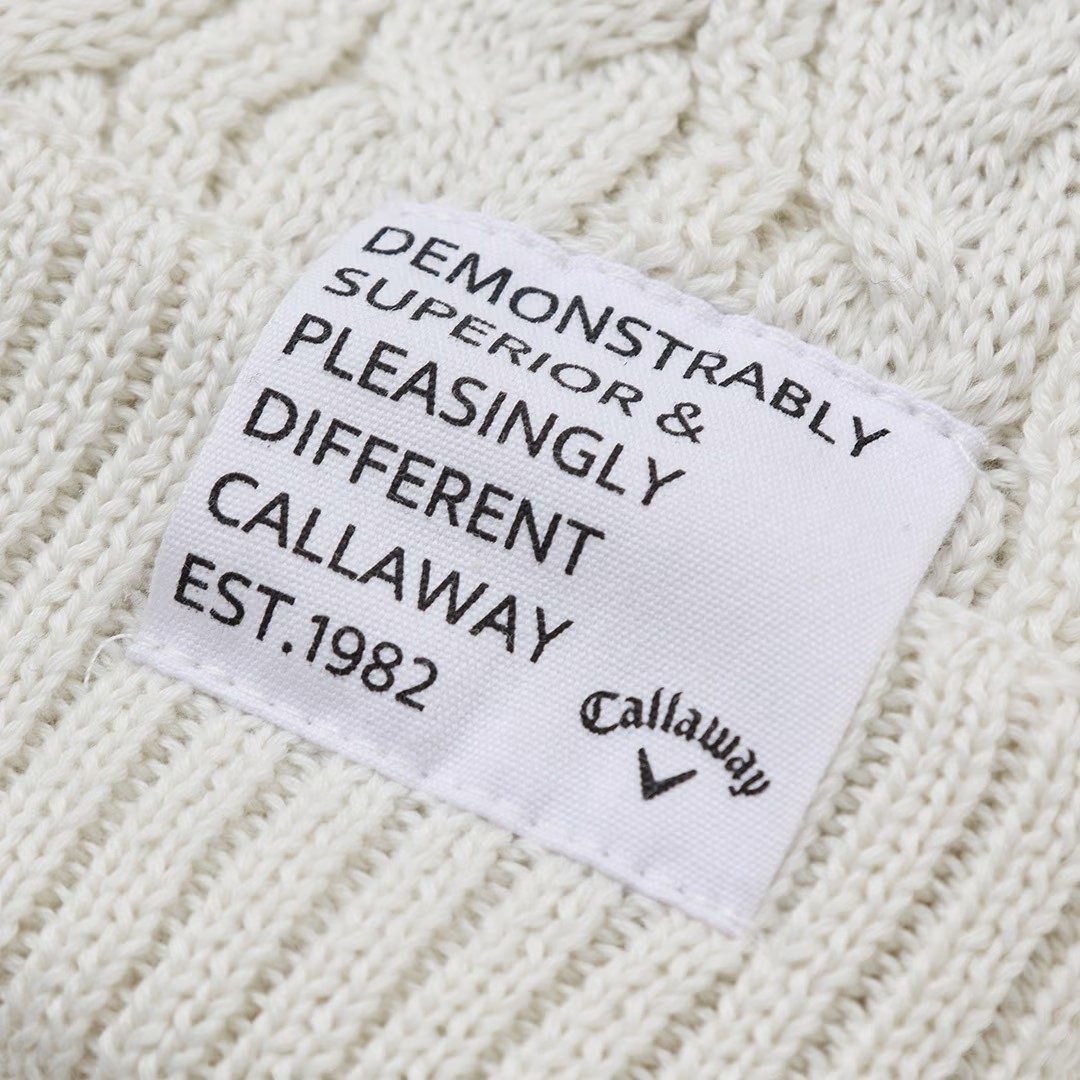 DEMONSTRABLY
SUPERIOR &
PLEASINGLY
DIFFERENT
CALLAWAY
EST.1982
Callaway